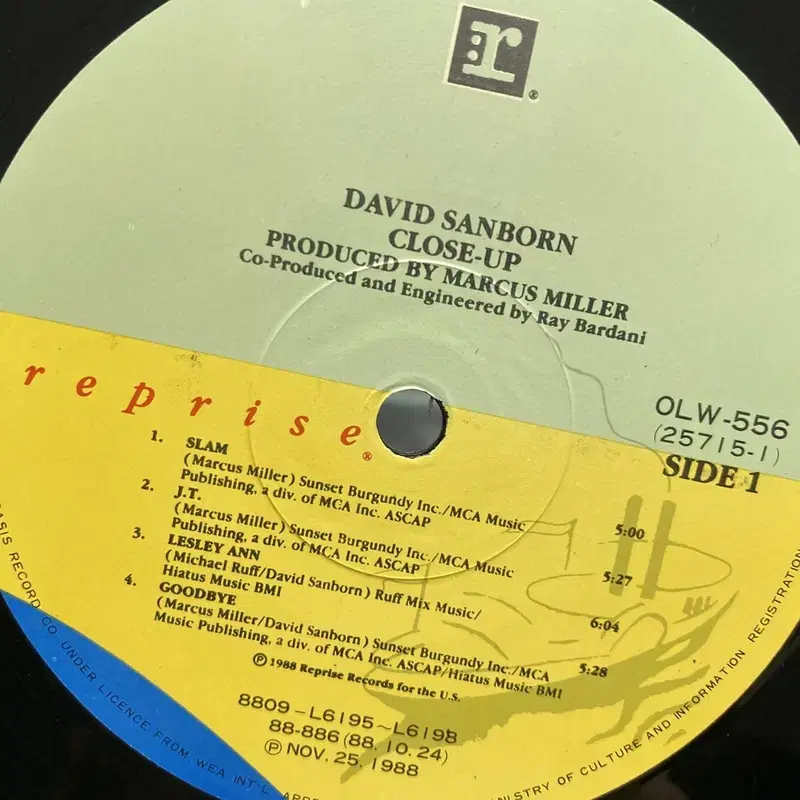 r®
DAVID SANBORN
CLOSE-UP
PRODUCED BY MARCUS MILLER
Co-Produced and Engineered by Ray Bardani
reprise®
OLW-556
(25715-1)
SIDE 1
1. SLAM
(Marcus Miller) Sunset Burgundy Inc./MCA Music
Publishing, a div. of MCA Inc. ASCAP 5:00
2. J.T.
(Marcus Miller) Sunset Burgundy Inc./MCA Music
Publishing, a div. of MCA Inc. ASCAP 5:27
3. LESLEY ANN
(Michael Ruff/David Sanborn) Ruff Mix Music/
Hiatus Music BMI 6:04
4. GOODBYE
(Marcus Miller/David Sanborn) Sunset Burgundy Inc./MCA
Music Publishing, a div. of MCA Inc. ASCAP/Hiatus Music BMI 5:28
℗ 1988 Reprise Records for the U.S.
8809-L6195~L6198
88-886 (88. 10. 24)
℗ NOV. 25, 1988
RECORD CO. UNDER LICENCE FROM WEA INT'L
OF CULTURE AND INFORMATION REGISTRATION